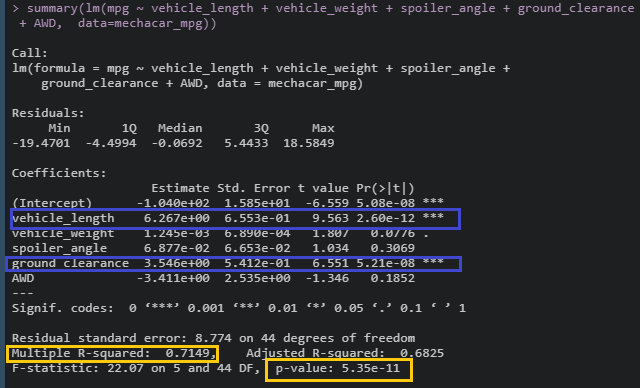 > summary(lm(mpg ~ vehicle_length + vehicle_weight + spoiler_angle + ground_clearance
+ AWD,  data=mechacar_mpg))
Call:
lm(formula = mpg ~ vehicle_length + vehicle_weight + spoiler_angle +
    ground_clearance + AWD, data = mechacar_mpg)
Residuals:
     Min       1Q   Median       3Q      Max
-19.4701  -4.4994  -0.0692   5.4433  18.5849
Coefficients:
                   Estimate Std. Error t value Pr(>|t|)
(Intercept)      -1.040e+02  1.585e+01  -6.559 5.08e-08 ***
vehicle_length    6.267e+00  6.553e-01   9.563 2.60e-12 ***
vehicle_weight    1.245e-03  6.890e-04   1.807   0.0776 .
spoiler_angle     6.877e-02  6.653e-02   1.034   0.3069
ground_clearance  3.546e+00  5.412e-01   6.551 5.21e-08 ***
AWD              -3.411e+00  2.535e+00  -1.346   0.1852
---
Signif. codes:  0 ‘***’ 0.001 ‘**’ 0.01 ‘*’ 0.05 ‘.’ 0.1 ‘ ’ 1
Residual standard error: 8.774 on 44 degrees of freedom
Multiple R-squared:  0.7149,    Adjusted R-squared:  0.6825
F-statistic: 22.07 on 5 and 44 DF,  p-value: 5.35e-11